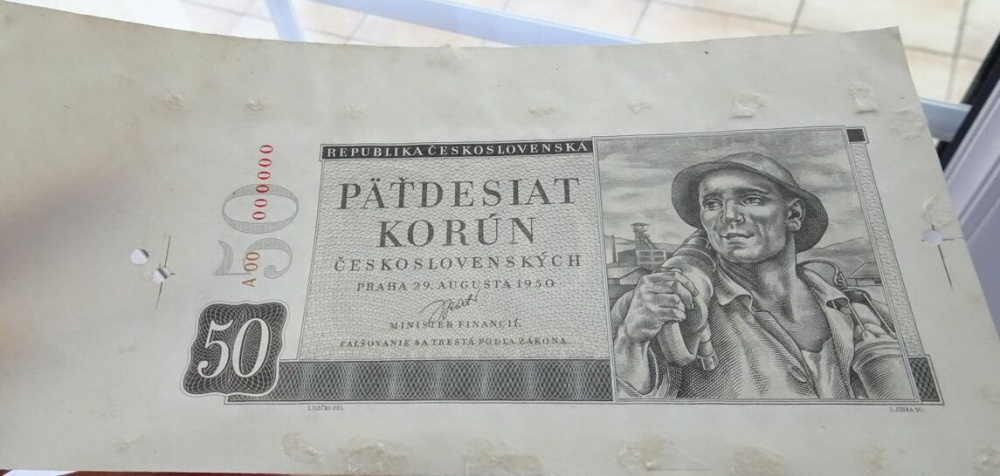 REPUBLIKA ČESKOSLOVENSKÁ
PÄŤDESIAT
KORÚN
ČESKOSLOVENSKÝCH
PRAHA 29. AUGUSTA 1950
MINISTER FINANCIÍ
FALŠOVANIE SA TRESTÁ PODĽA ZÁKONA
50
A 00 000000
50